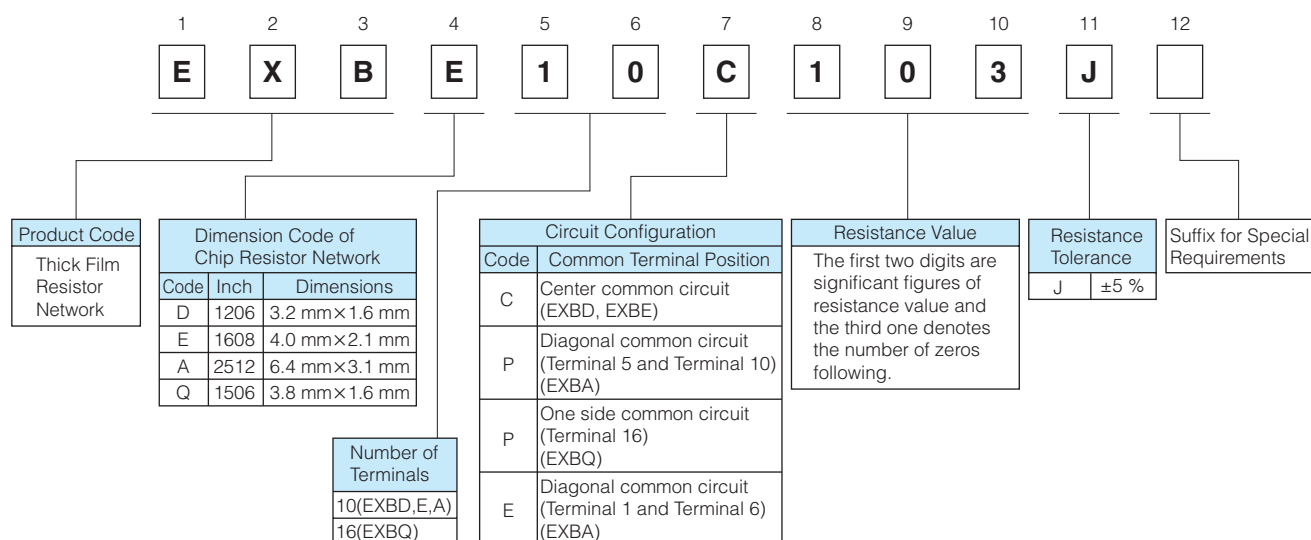 1 2 3 4 5 6 7 8 9 10 11 12
E X B E 1 0 C 1 0 3 J
Product Code
Thick Film
Resistor
Network
Dimension Code of
Chip Resistor Network
Code Inch Dimensions
D 1206 3.2 mm×1.6 mm
E 1608 4.0 mm×2.1 mm
A 2512 6.4 mm×3.1 mm
Q 1506 3.8 mm×1.6 mm
Number of
Terminals
10(EXBD,E,A)
16(EXBQ)
Circuit Configuration
Code Common Terminal Position
C Center common circuit
(EXBD, EXBE)
P Diagonal common circuit
(Terminal 5 and Terminal 10)
(EXBA)
P One side common circuit
(Terminal 16)
(EXBQ)
E Diagonal common circuit
(Terminal 1 and Terminal 6)
(EXBA)
Resistance Value
The first two digits are
significant figures of
resistance value and
the third one denotes
the number of zeros
following.
Resistance
Tolerance
J ±5 %
Suffix for Special
Requirements